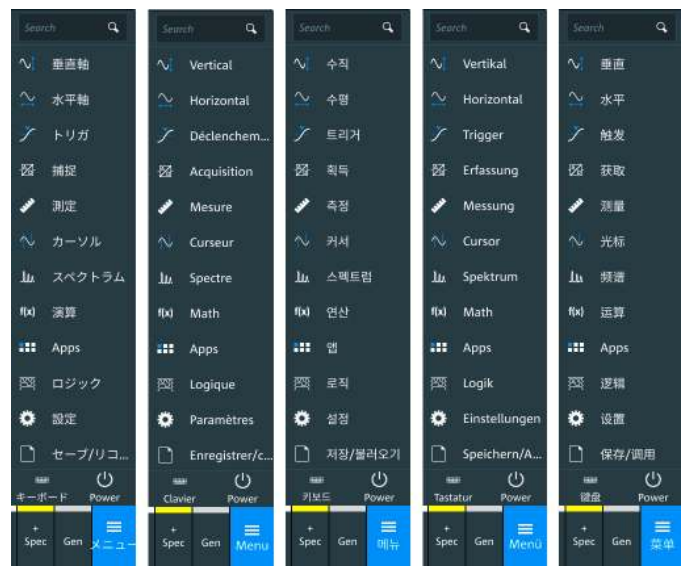 Search
垂直軸
水平軸
トリガ
捕捉
測定
カーソル
スペクトラム
f(x) 演算
Apps
ロジック
設定
セーブ/リコ...
キーボード Power
+
Spec Gen メニュー
Search
Vertical
Horizontal
Déclenchem...
Acquisition
Mesure
Curseur
Spectre
f(x) Math
Apps
Logique
Paramètres
Enregistrer/c...
Clavier Power
+
Spec Gen Menu
Search
수직
수평
트리거
획득
측정
커서
스펙트럼
f(x) 연산
앱
로직
설정
저장/불러오기
키보드 Power
+
Spec Gen 메뉴
Search
Vertikal
Horizontal
Trigger
Erfassung
Messung
Cursor
Spektrum
f(x) Math
Apps
Logik
Einstellungen
Speichern/A...
Tastatur Power
+
Spec Gen Menü
Search
垂直
水平
触发
获取
测量
光标
频谱
f(x) 运算
Apps
逻辑
设置
保存/调用
键盘 Power
+
Spec Gen 菜单